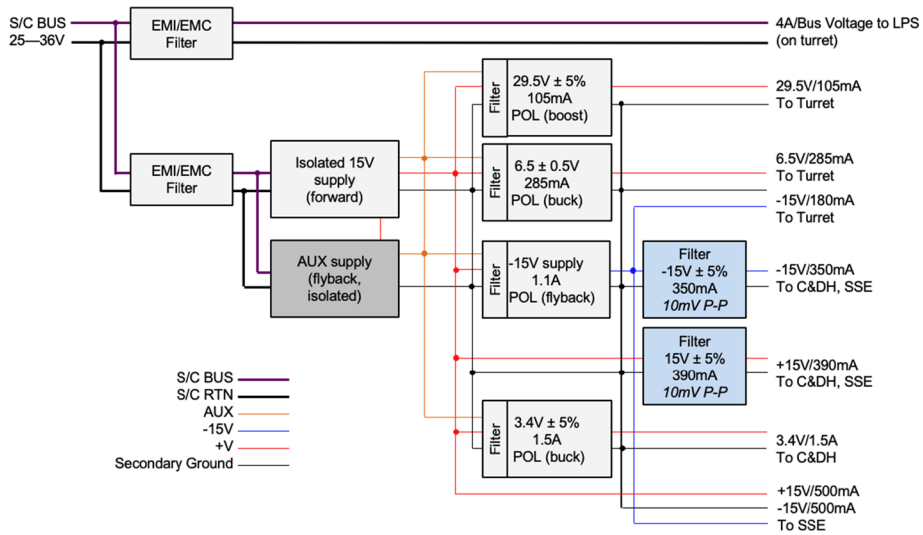 S/C BUS
25—36V
EMI/EMC
Filter
4A/Bus Voltage to LPS
(on turret)
Filter
29.5V ± 5%
105mA
POL (boost)
29.5V/105mA
To Turret
EMI/EMC
Filter
Isolated 15V
supply
(forward)
Filter
6.5 ± 0.5V
285mA
POL (buck)
6.5V/285mA
To Turret
-15V/180mA
To Turret
AUX supply
(flyback,
isolated)
Filter
-15V supply
1.1A
POL (flyback)
Filter
-15V ± 5%
350mA
10mV P-P
-15V/350mA
To C&DH, SSE
Filter
15V ± 5%
390mA
10mV P-P
+15V/390mA
To C&DH, SSE
S/C BUS
S/C RTN
AUX
-15V
+V
Secondary Ground
Filter
3.4V ± 5%
1.5A
POL (buck)
3.4V/1.5A
To C&DH
+15V/500mA
-15V/500mA
To SSE